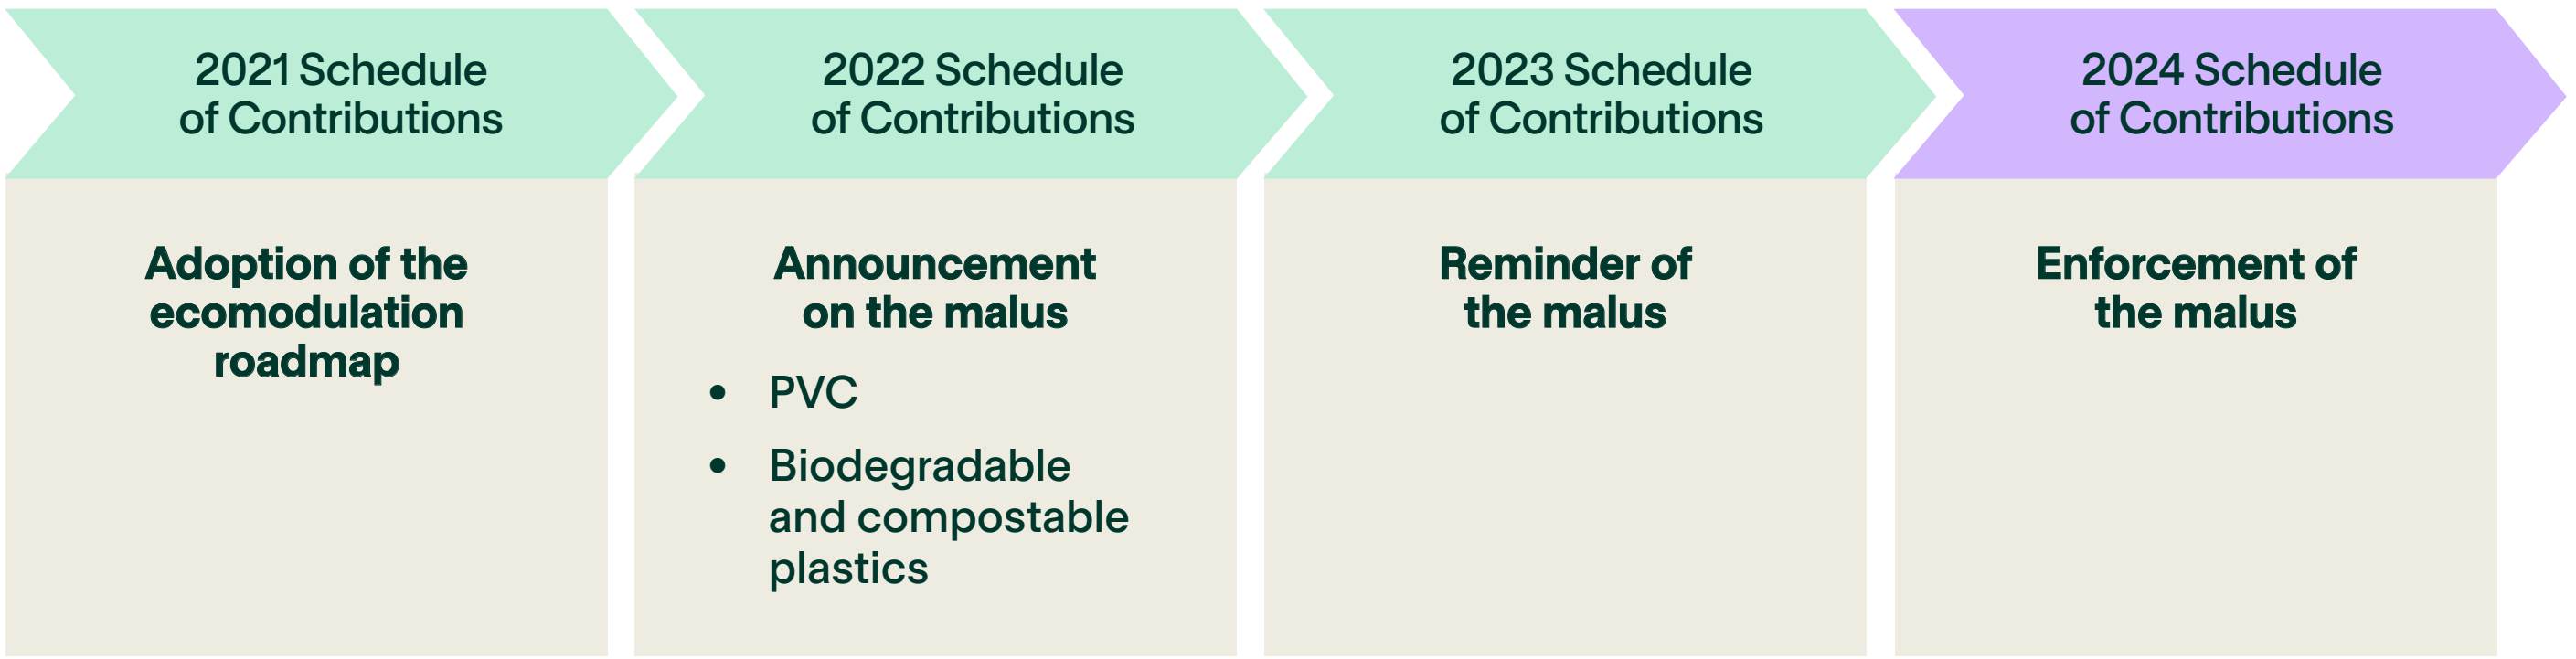 2021 Schedule
of Contributions
Adoption of the
ecomodulation
roadmap
2022 Schedule
of Contributions
Announcement
on the malus
• PVC
• Biodegradable
and compostable
plastics
2023 Schedule
of Contributions
Reminder of
the malus
2024 Schedule
of Contributions
Enforcement of
the malus